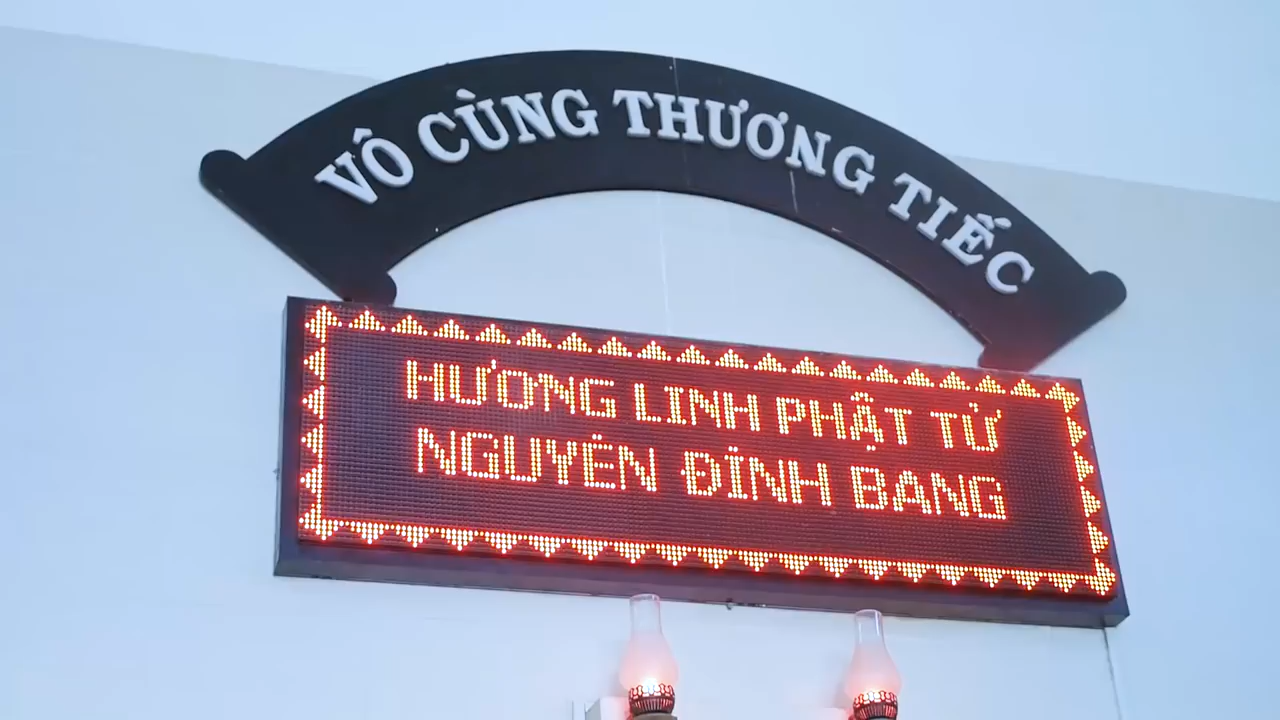 VÔ CÙNG THƯƠNG TIẾC
HƯƠNG LINH PHẬT TỬ
NGUYỄN ĐÌNH BANG